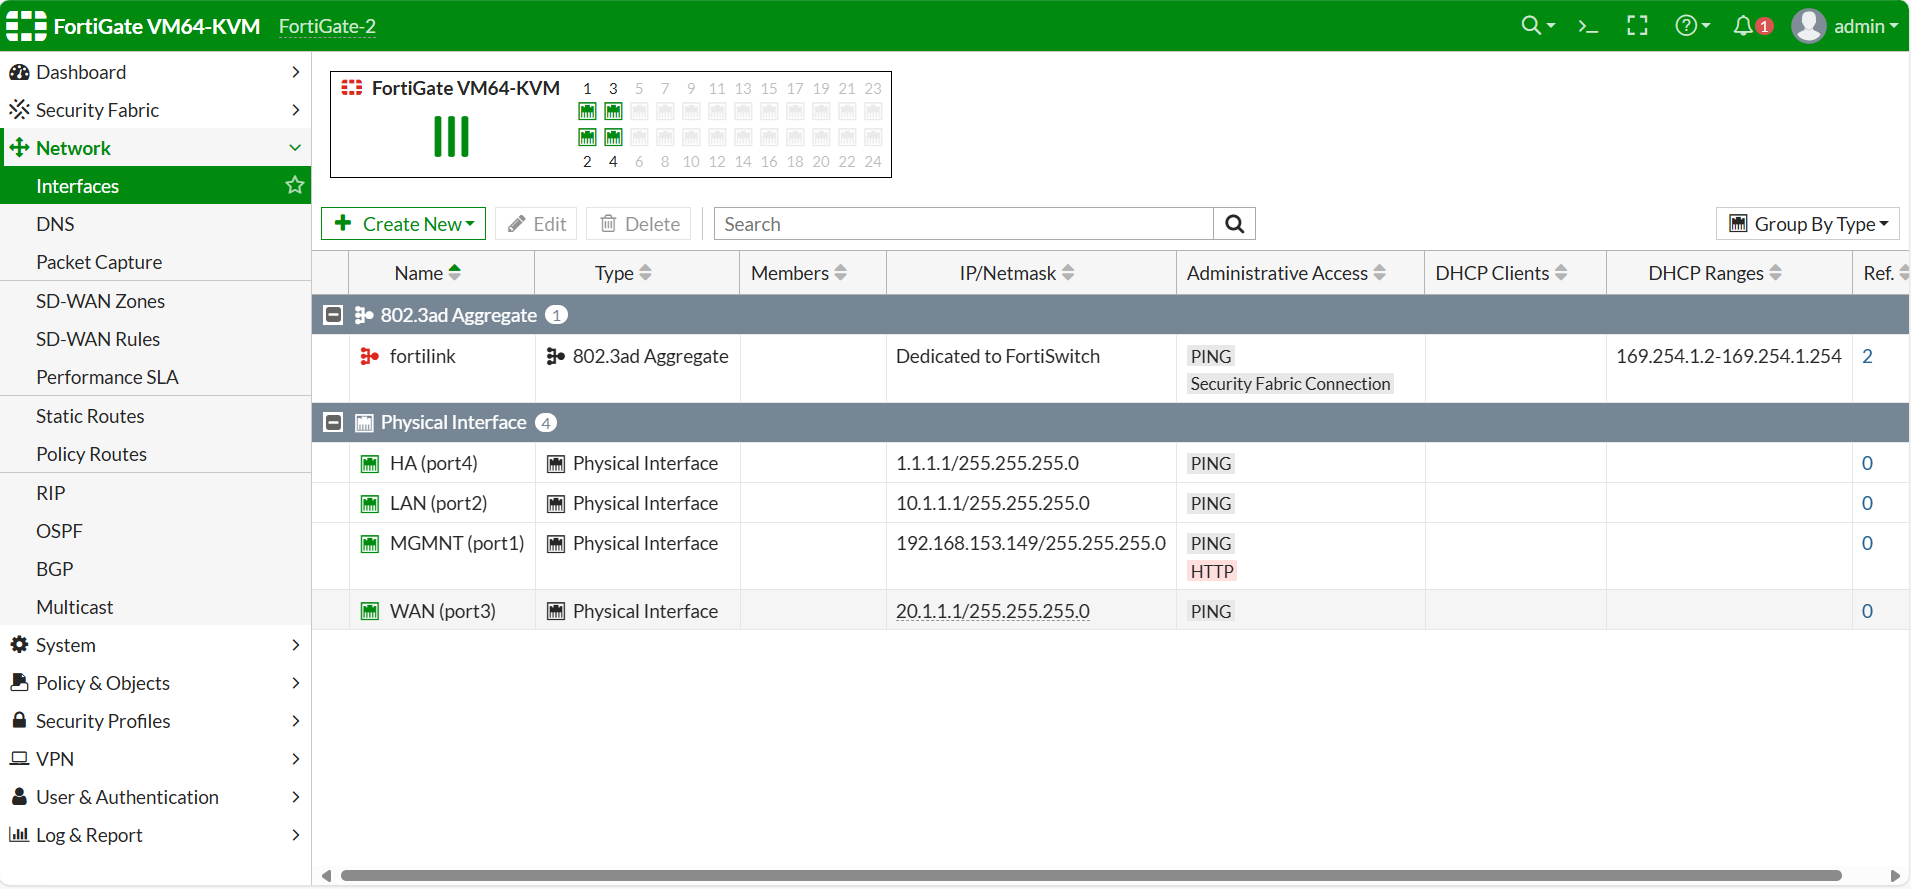 FortiGate VM64-KVM FortiGate-2 1 admin
Dashboard
Security Fabric
Network
Interfaces
DNS
Packet Capture
SD-WAN Zones
SD-WAN Rules
Performance SLA
Static Routes
Policy Routes
RIP
OSPF
BGP
Multicast
System
Policy & Objects
Security Profiles
VPN
User & Authentication
Log & Report
FortiGate VM64-KVM 1 3 5 7 9 11 13 15 17 19 21 23
2 4 6 8 10 12 14 16 18 20 22 24
Create New Edit Delete Search Group By Type
Name Type Members IP/Netmask Administrative Access DHCP Clients DHCP Ranges Ref.
802.3ad Aggregate 1
fortilink 802.3ad Aggregate Dedicated to FortiSwitch PING 169.254.1.2-169.254.1.254 2
Security Fabric Connection
Physical Interface 4
HA (port4) Physical Interface 1.1.1.1/255.255.255.0 PING 0
LAN (port2) Physical Interface 10.1.1.1/255.255.255.0 PING 0
MGMNT (port1) Physical Interface 192.168.153.149/255.255.255.0 PING 0
HTTP
WAN (port3) Physical Interface 20.1.1.1/255.255.255.0 PING 0